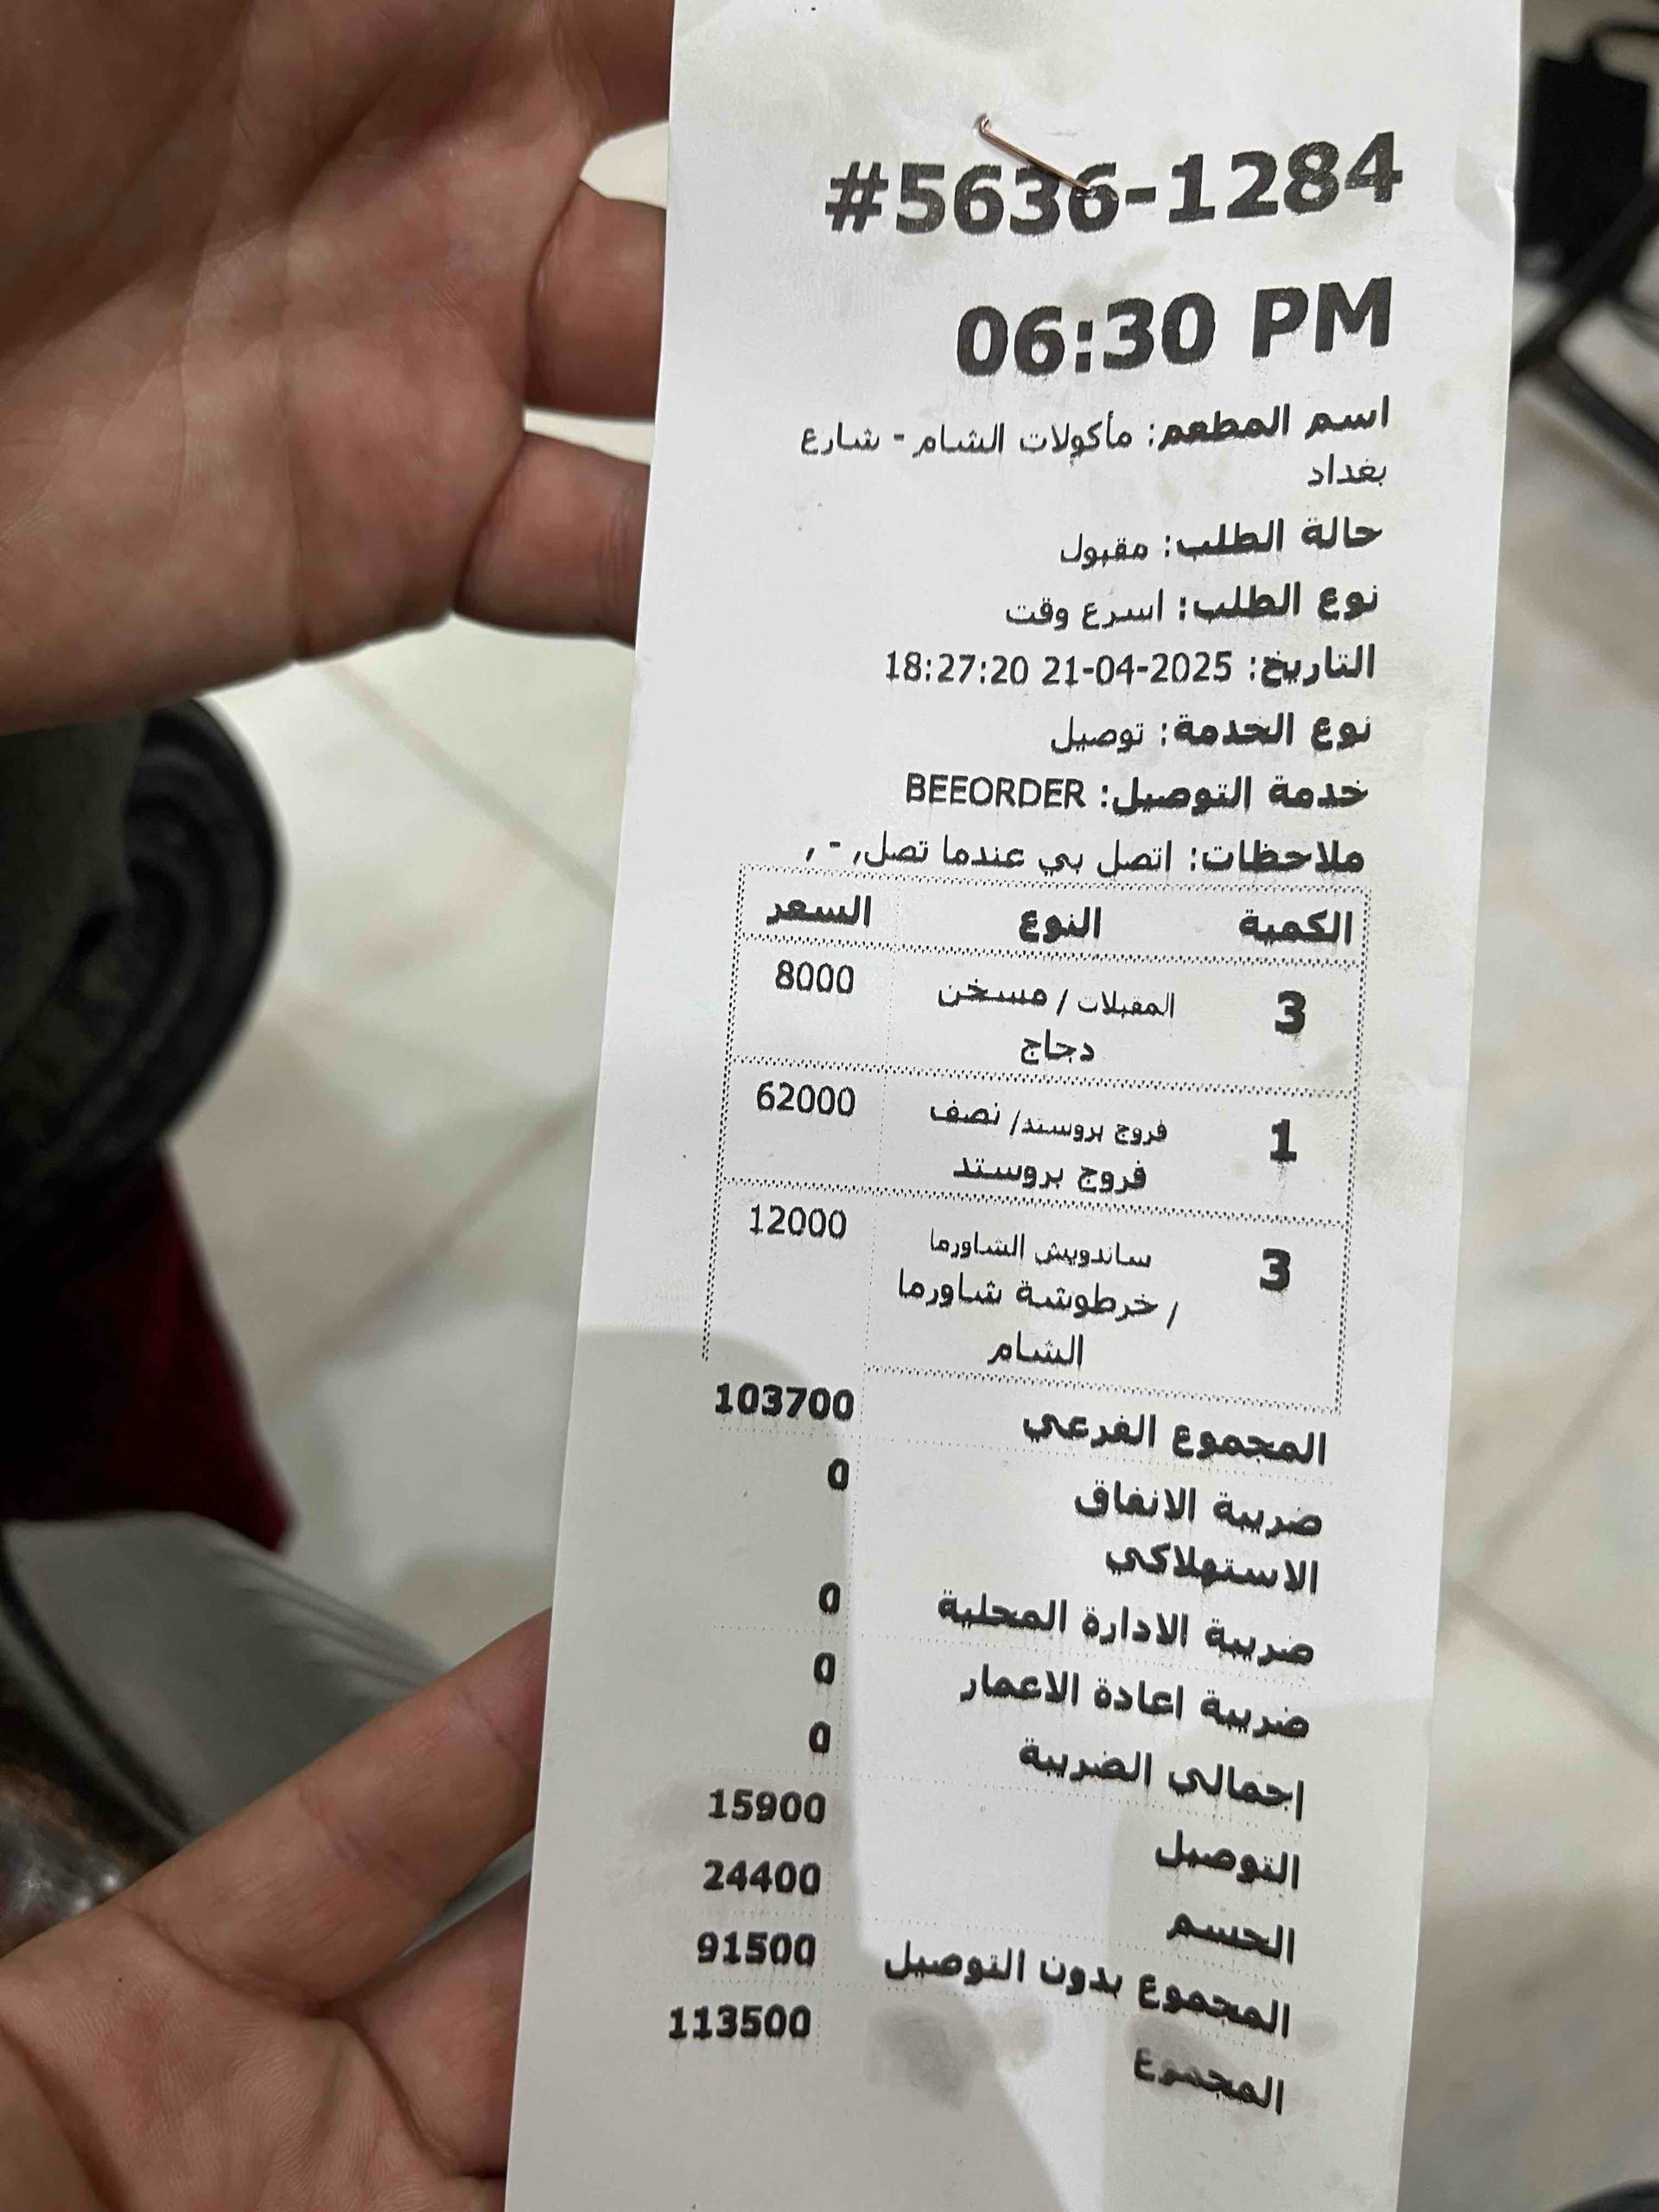 #5636-1284
06:30 PM
اسم المطعم: مأكولات الشام - شارع
بغداد
حالة الطلب: مقبول
نوع الطلب: اسرع وقت
التاريخ: 2025-04-21 18:27:20
نوع الخدمة: توصيل
خدمة التوصيل: BEEORDER
ملاحظات: اتصل بي عندما تصل, - ,
الكمية النوع السعر
3 المقبلات / مسخن 8000
دجاج
1 فروج بروستد/ نصف 62000
فروج بروستد
3 ساندويش الشاورما 12000
/ خرطوشة شاورما
الشام
المجموع الفرعي 103700
ضريبة الانفاق 0
الاستهلاكي
ضريبة الادارة المحلية 0
ضريبة اعادة الاعمار 0
اجمالي الضريبة 0
التوصيل 15900
الحسم 24400
المجموع بدون التوصيل 91500
المجموع 113500